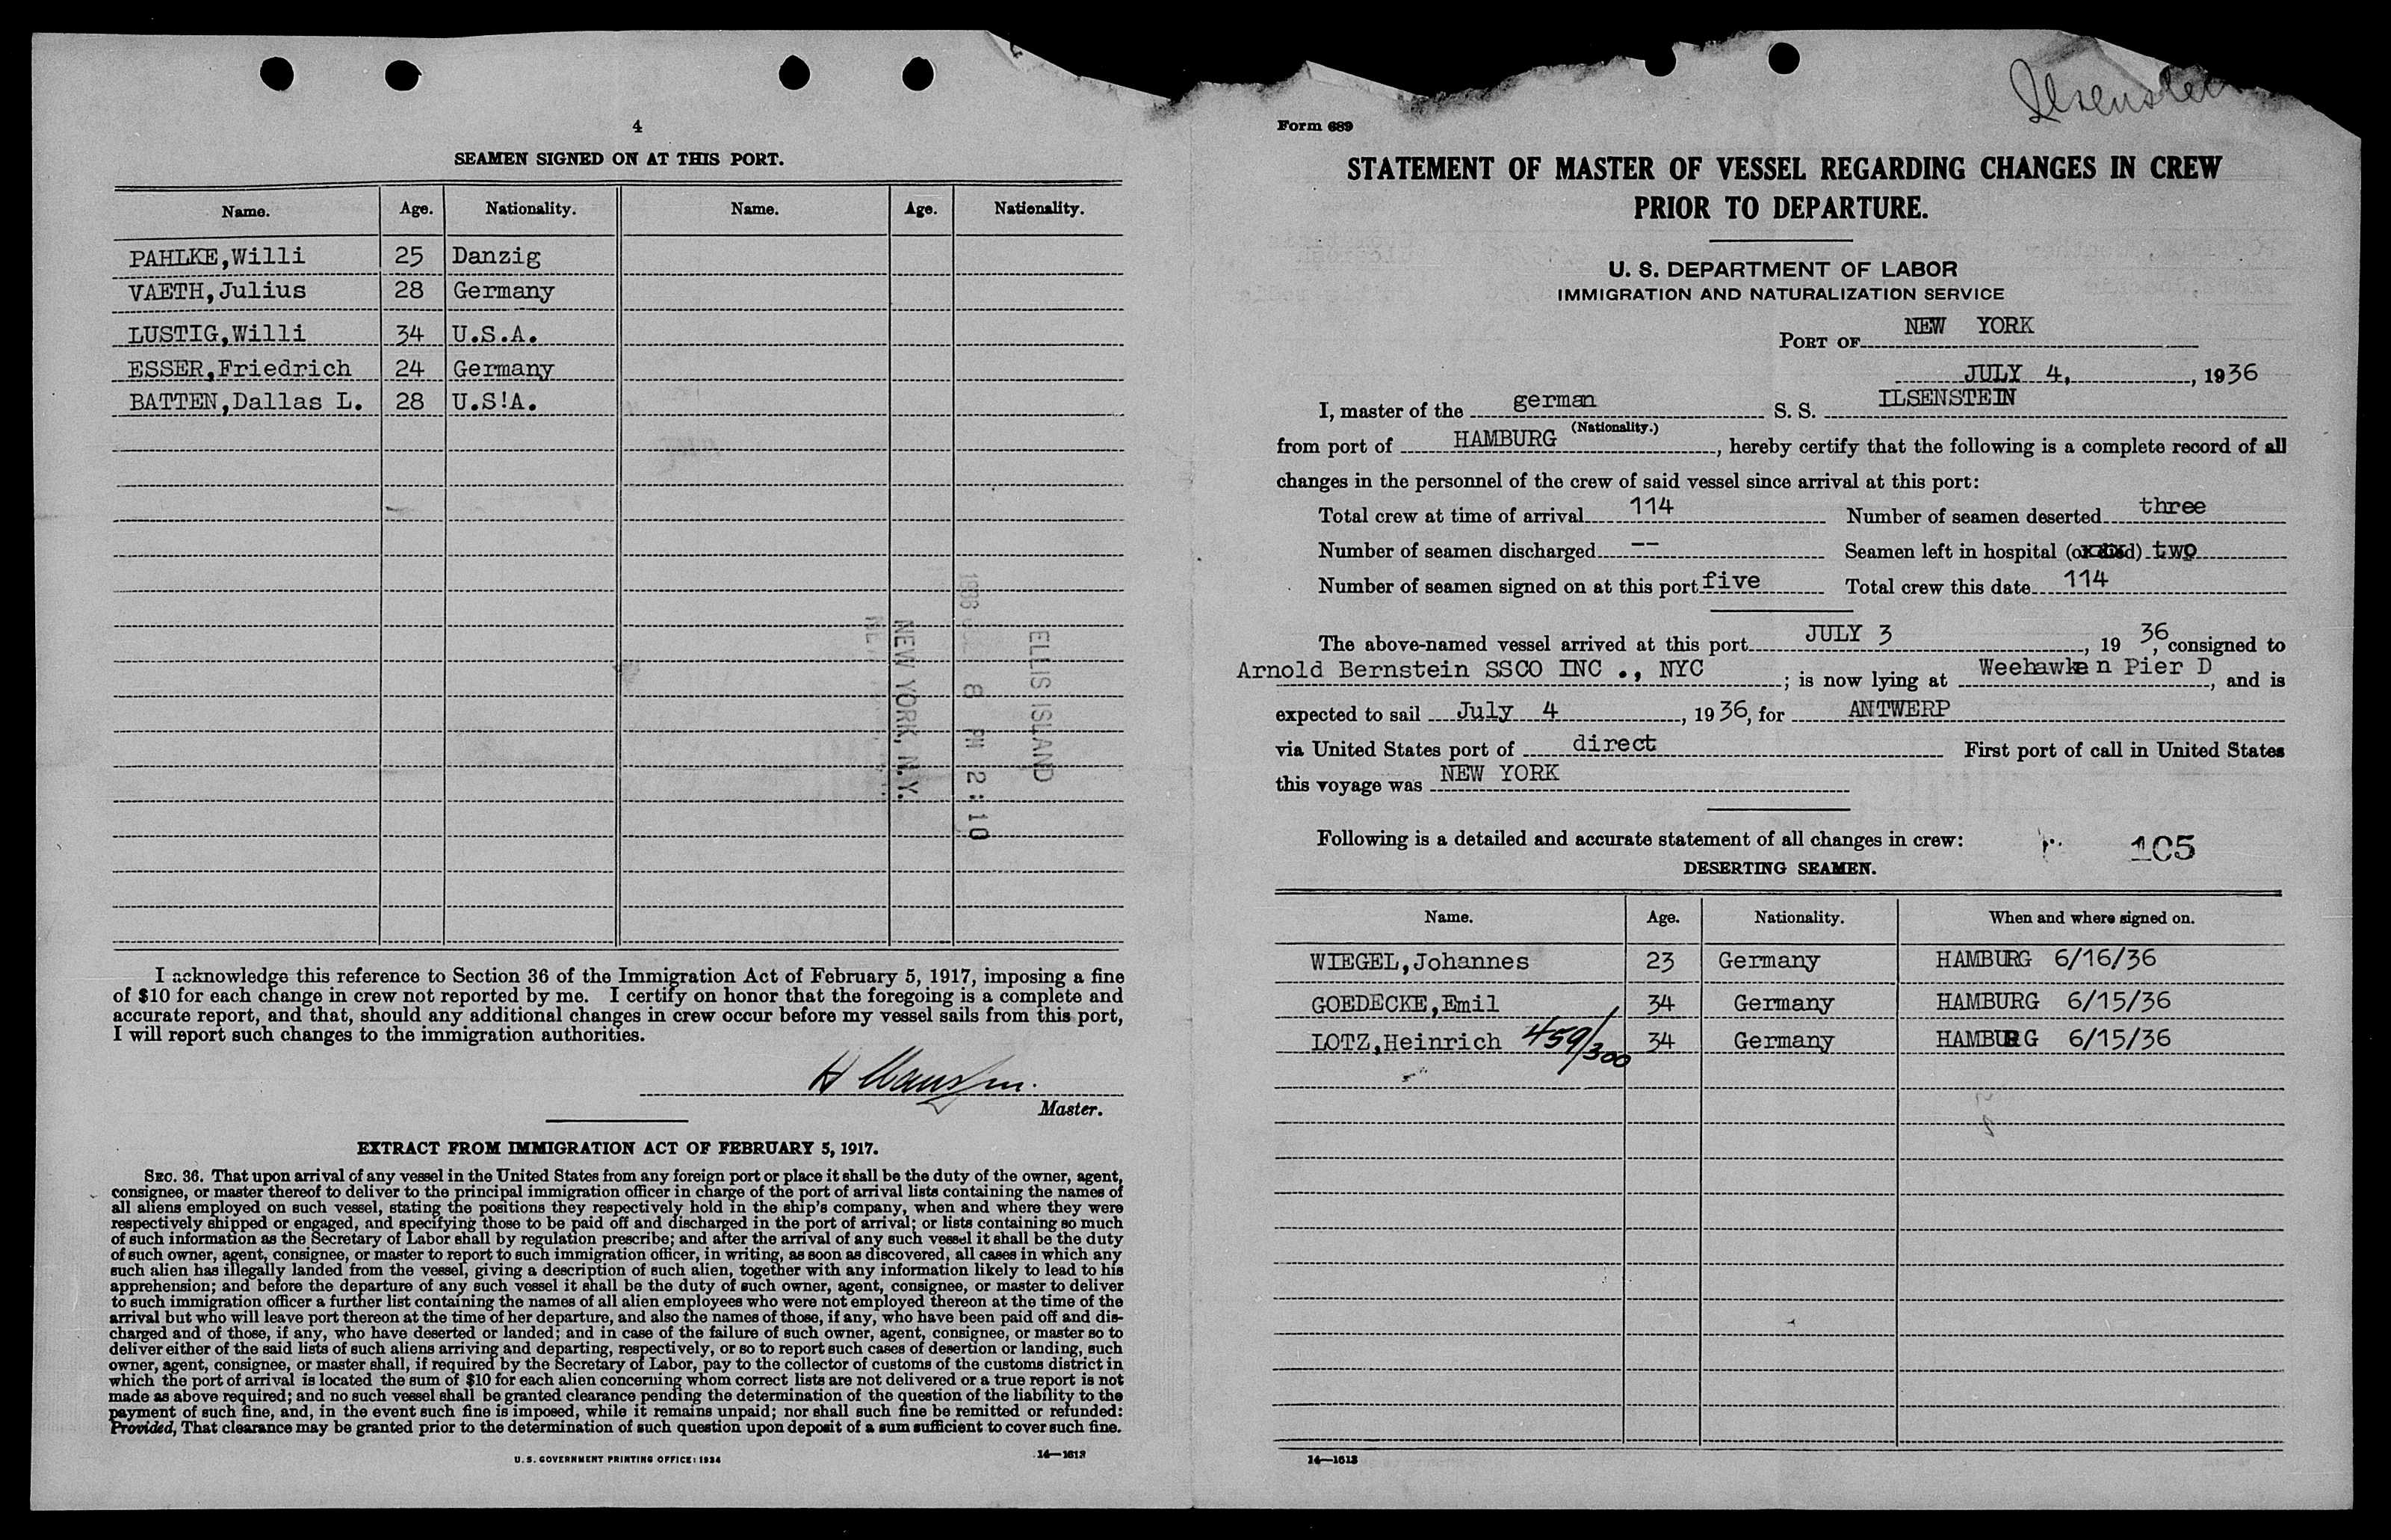 4
SEAMEN SIGNED ON AT THIS PORT.
Name. Age. Nationality. Name. Age. Nationality.
PAHLKE,Willi 25 Danzig
VAETH,Julius 28 Germany
LUSTIG,Willi 34 U.S.A.
ESSER,Friedrich 24 Germany
BATTEN,Dallas L. 28 U.S!A.
ELLIS ISLAND
1936 8 PM 2:10
NEW YORK, N.Y.
I acknowledge this reference to Section 36 of the Immigration Act of February 5, 1917, imposing a fine
of $10 for each change in crew not reported by me. I certify on honor that the foregoing is a complete and
accurate report, and that, should any additional changes in crew occur before my vessel sails from this port,
I will report such changes to the immigration authorities.
Master.
EXTRACT FROM IMMIGRATION ACT OF FEBRUARY 5, 1917.
SEC. 36. That upon arrival of any vessel in the United States from any foreign port or place it shall be the duty of the owner, agent,
consignee, or master thereof to deliver to the principal immigration officer in charge of the port of arrival lists containing the names of
all aliens employed on such vessel, stating the positions they respectively hold in the ship's company, when and where they were
respectively shipped or engaged, and specifying those to be paid off and discharged in the port of arrival; or lists containing so much
of such information as the Secretary of Labor shall by regulation prescribe; and after the arrival of any such vessel it shall be the duty
of such owner, agent, consignee, or master to report to such immigration officer, in writing, as soon as discovered, all cases in which any
such alien has illegally landed from the vessel, giving a description of such alien, together with any information likely to lead to his
apprehension; and before the departure of any such vessel it shall be the duty of such owner, agent, consignee, or master to deliver
to such immigration officer a further list containing the names of all alien employees who were not employed thereon at the time of the
arrival but who will leave port thereon at the time of her departure, and also the names of those, if any, who have been paid off and dis-
charged and of those, if any, who have deserted or landed; and in case of the failure of such owner, agent, consignee, or master so to
deliver either of the said lists of such aliens arriving and departing, respectively, or so to report such cases of desertion or landing, such
owner, agent, consignee, or master shall, if required by the Secretary of Labor, pay to the collector of customs of the customs district in
which the port of arrival is located the sum of $10 for each alien concerning whom correct lists are not delivered or a true report is not
made as above required; and no such vessel shall be granted clearance pending the determination of the question of the liability to the
payment of such fine, and, in the event such fine is imposed, while it remains unpaid; nor shall such fine be remitted or refunded:
Provided, That clearance may be granted prior to the determination of such question upon deposit of a sum sufficient to cover such fine.
U. S. GOVERNMENT PRINTING OFFICE: 1934 14—1613
Ilsenstein
Form 689
STATEMENT OF MASTER OF VESSEL REGARDING CHANGES IN CREW
PRIOR TO DEPARTURE.
U. S. DEPARTMENT OF LABOR
IMMIGRATION AND NATURALIZATION SERVICE
PORT OF NEW YORK
JULY 4, , 1936
I, master of the german S. S. ILSENSTEIN
(Nationality.)
from port of HAMBURG , hereby certify that the following is a complete record of all
changes in the personnel of the crew of said vessel since arrival at this port:
Total crew at time of arrival 114 Number of seamen deserted three
Number of seamen discharged -- Seamen left in hospital (or died) two
Number of seamen signed on at this port five Total crew this date 114
The above-named vessel arrived at this port JULY 3 , 19 36, consigned to
Arnold Bernstein SSCO INC ., NYC ; is now lying at Weehawken Pier D , and is
expected to sail July 4 , 1936, for ANTWERP
via United States port of direct First port of call in United States
this voyage was NEW YORK
Following is a detailed and accurate statement of all changes in crew: 105
DESERTING SEAMEN.
Name. Age. Nationality. When and where signed on.
WIEGEL,Johannes 23 Germany HAMBURG 6/16/36
GOEDECKE,Emil 34 Germany HAMBURG 6/15/36
LOTZ,Heinrich 459/300 34 Germany HAMBURG 6/15/36
14—1613